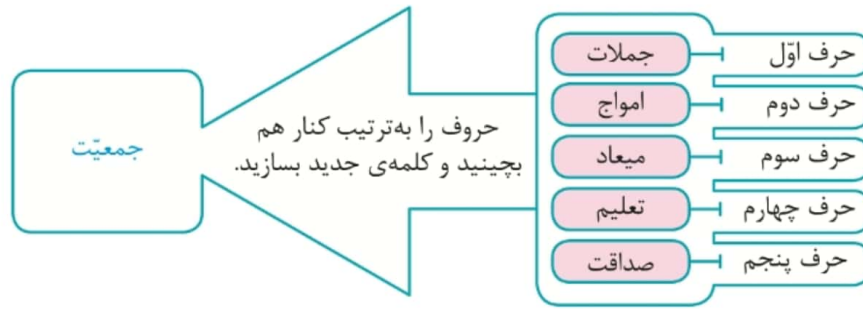 حرف اوّل
جملات
حرف دوم
امواج
حرف سوم
میعاد
حرف چهارم
تعلیم
حرف پنجم
صداقت
حروف را به‌ترتیب کنار هم
بچینید و کلمه‌ی جدید بسازید.
جمعیّت